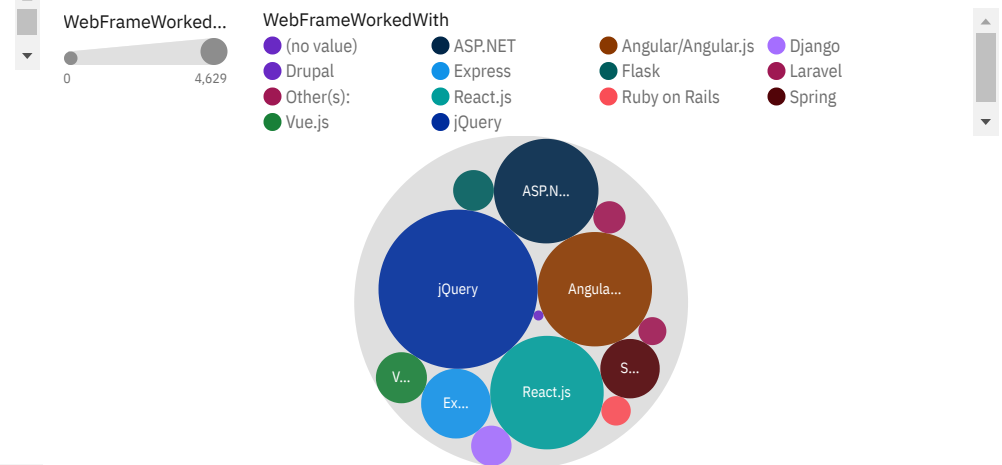 WebFrameWorked...
0 4,629
WebFrameWorkedWith
(no value) ASP.NET Angular/Angular.js Django
Drupal Express Flask Laravel
Other(s): React.js Ruby on Rails Spring
Vue.js jQuery
ASP.N...
jQuery Angula...
S...
V...
React.js
Ex...